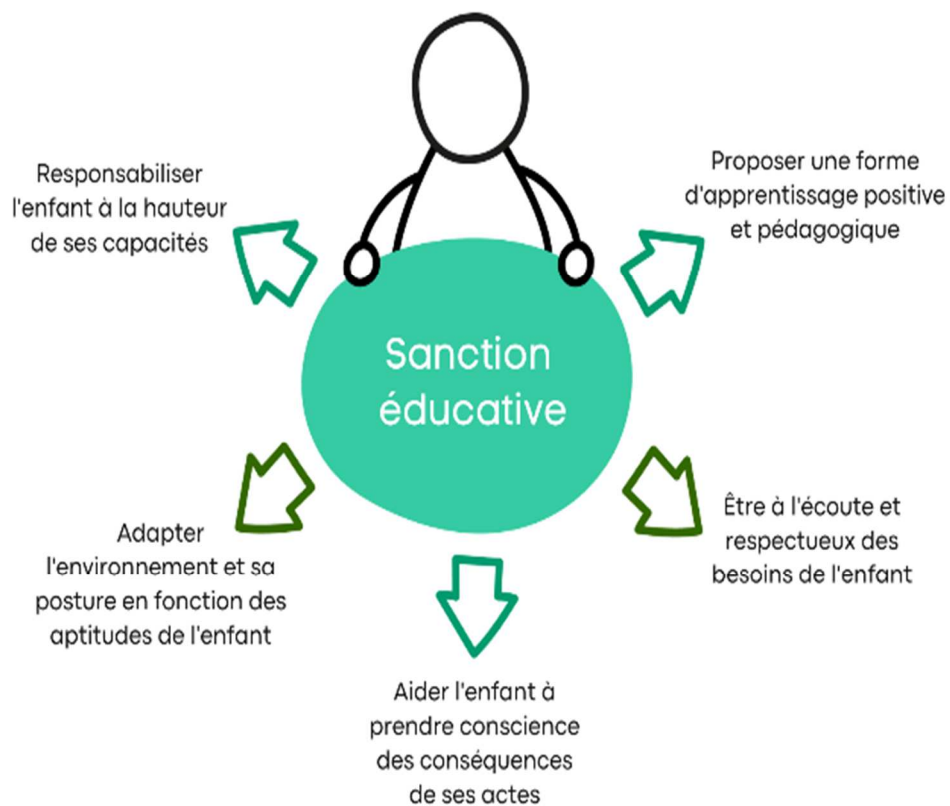 Responsabiliser
l'enfant à la hauteur
de ses capacités
Proposer une forme
d'apprentissage positive
et pédagogique
Sanction
éducative
Adapter
l'environnement et sa
posture en fonction des
aptitudes de l'enfant
Être à l'écoute et
respectueux des
besoins de l'enfant
Aider l'enfant à
prendre conscience
des conséquences
de ses actes